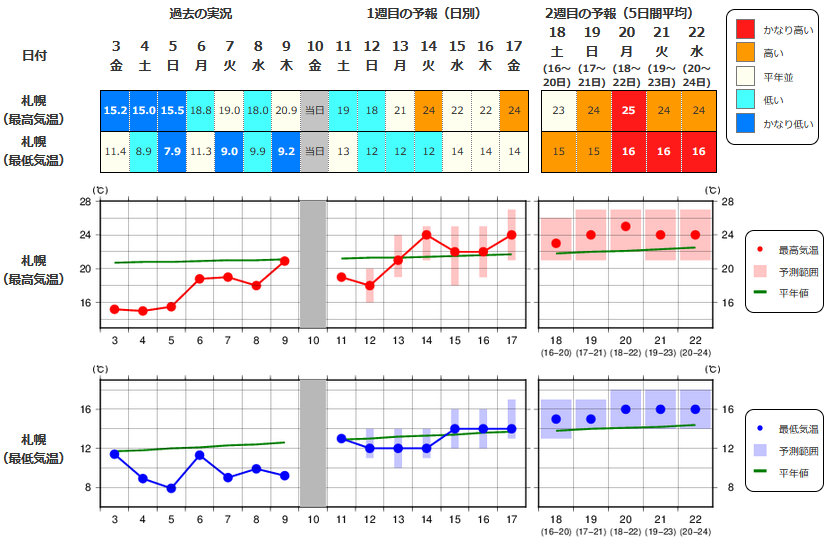 過去の実況 1週目の予報（日別） 2週目の予報（5日間平均）
日付 3 4 5 6 7 8 9 10 11 12 13 14 15 16 17 18 19 20 21 22
金 土 日 月 火 水 木 金 土 日 月 火 水 木 金 土 日 月 火 水
(16～20日) (17～21日) (18～22日) (19～23日) (20～24日)
札幌
（最高気温）
15.2 15.0 15.5 18.8 19.0 18.0 20.9 当日 19 18 21 24 22 22 24 23 24 25 24 24
札幌
（最低気温）
11.4 8.9 7.9 11.3 9.0 9.9 9.2 当日 13 12 12 12 14 14 14 15 15 16 16 16
かなり高い
高い
平年並
低い
かなり低い
(℃) (℃)
28 28
24 24
20 20
16 16
札幌
（最高気温）
3 4 5 6 7 8 9 10 11 12 13 14 15 16 17 18 19 20 21 22
(16-20) (17-21) (18-22) (19-23) (20-24)
最高気温
予測範囲
平年値
(℃) (℃)
16 16
12 12
8 8
札幌
（最低気温）
3 4 5 6 7 8 9 10 11 12 13 14 15 16 17 18 19 20 21 22
(16-20) (17-21) (18-22) (19-23) (20-24)
最低気温
予測範囲
平年値